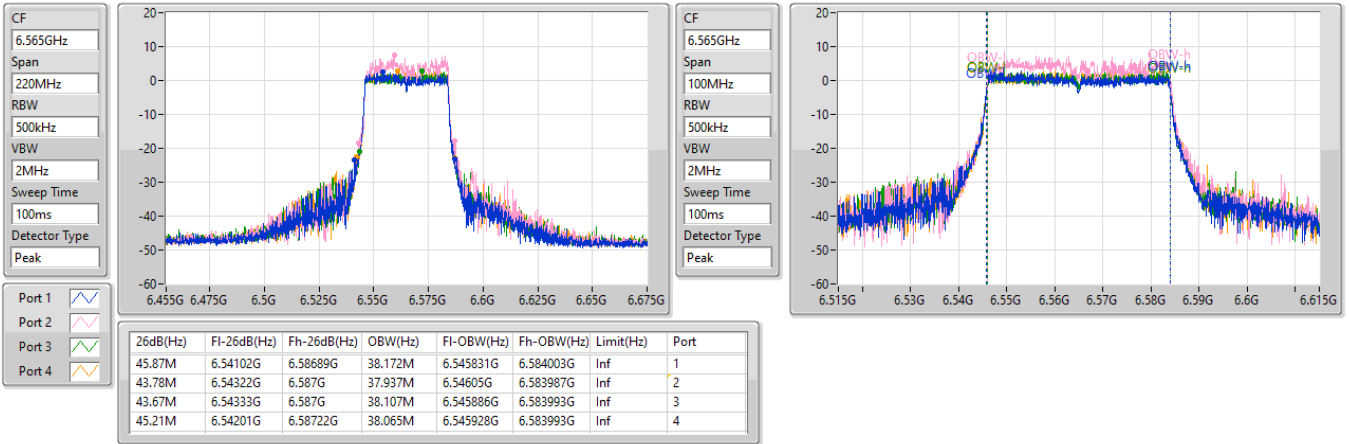 CF
6.565GHz
Span
220MHz
RBW
500kHz
VBW
2MHz
Sweep Time
100ms
Detector Type
Peak
20
10
0
-10
-20
-30
-40
-50
-60
6.455G 6.475G 6.5G 6.525G 6.55G 6.575G 6.6G 6.625G 6.65G 6.675G
CF
6.565GHz
Span
100MHz
RBW
500kHz
VBW
2MHz
Sweep Time
100ms
Detector Type
Peak
20
10
0
-10
-20
-30
-40
-50
-60
OBW-h
OBW-h
6.515G 6.53G 6.54G 6.55G 6.56G 6.57G 6.58G 6.59G 6.6G 6.615G
Port 1
Port 2
Port 3
Port 4
26dB(Hz) Fl-26dB(Hz) Fh-26dB(Hz) OBW(Hz) Fl-OBW(Hz) Fh-OBW(Hz) Limit(Hz) Port
45.87M 6.54102G 6.58689G 38.172M 6.545831G 6.584003G Inf 1
43.78M 6.54322G 6.587G 37.937M 6.54605G 6.583987G Inf 2
43.67M 6.54333G 6.587G 38.107M 6.545886G 6.583993G Inf 3
45.21M 6.54201G 6.58722G 38.065M 6.545928G 6.583993G Inf 4